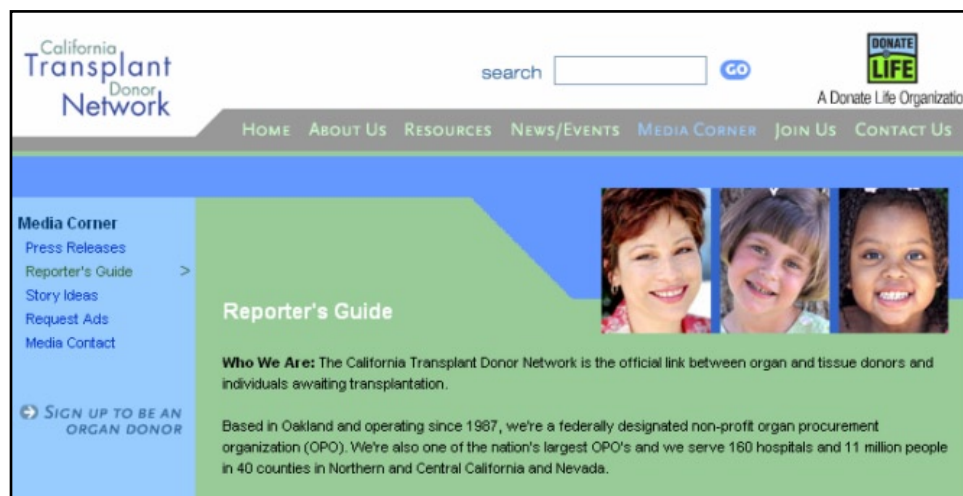 California
Transplant
Donor
Network
search
GO
DONATE
LIFE
A Donate Life Organizatio
HOME ABOUT US RESOURCES NEWS/EVENTS MEDIA CORNER JOIN US CONTACT US
Media Corner
Press Releases
Reporter's Guide >
Story Ideas
Request Ads
Media Contact
SIGN UP TO BE AN
ORGAN DONOR
Reporter's Guide
Who We Are: The California Transplant Donor Network is the official link between organ and tissue donors and
individuals awaiting transplantation.
Based in Oakland and operating since 1987, we're a federally designated non-profit organ procurement
organization (OPO). We're also one of the nation's largest OPO's and we serve 160 hospitals and 11 million people
in 40 counties in Northern and Central California and Nevada.